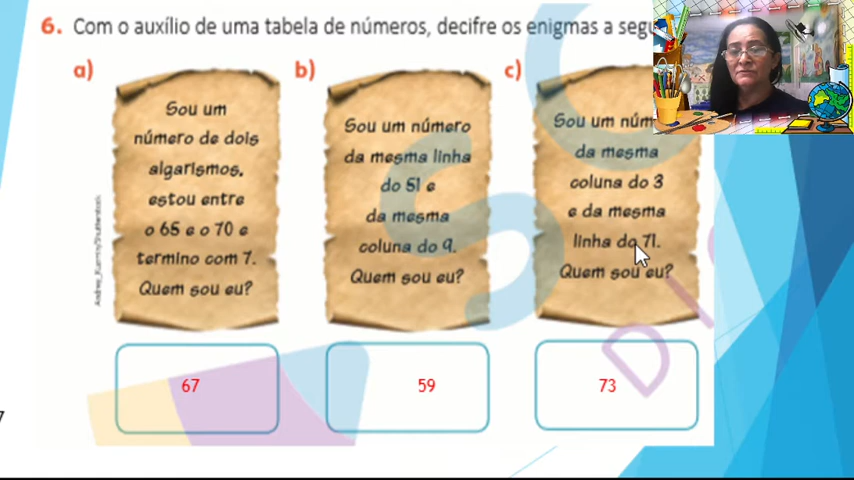 6. Com o auxílio de uma tabela de números, decifre os enigmas a
a)
Sou um
número de dois
algarismos,
estou entre
o 65 e o 70 e
termino com 7.
Quem sou eu?
67
b)
Sou um número
da mesma linha
do 51 e
da mesma
coluna do 9.
Quem sou eu?
59
c)
Sou um
da mesma
coluna do 3
e da mesma
linha do 71.
Quem sou eu?
73